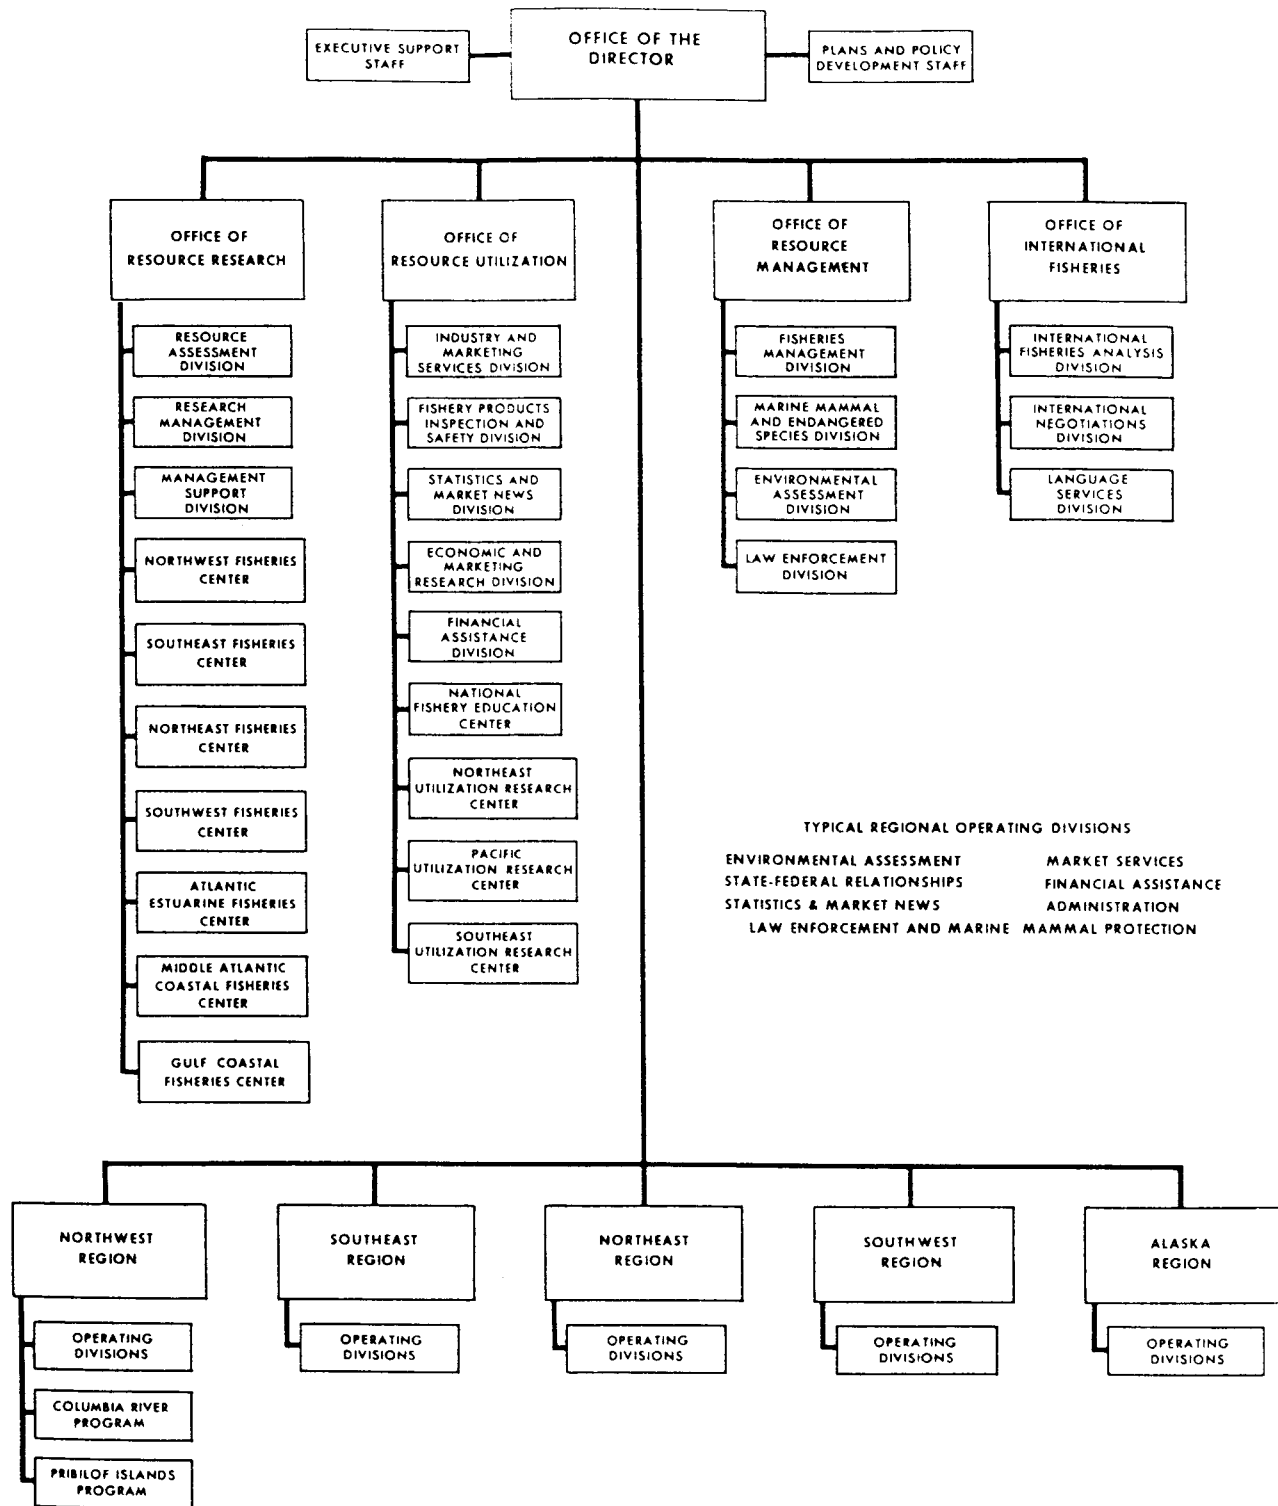 EXECUTIVE SUPPORT
STAFF
OFFICE OF THE
DIRECTOR
PLANS AND POLICY
DEVELOPMENT STAFF
OFFICE OF
RESOURCE RESEARCH
OFFICE OF
RESOURCE UTILIZATION
OFFICE OF
RESOURCE
MANAGEMENT
OFFICE OF
INTERNATIONAL
FISHERIES
RESOURCE
ASSESSMENT
DIVISION
RESEARCH
MANAGEMENT
DIVISION
MANAGEMENT
SUPPORT
DIVISION
NORTHWEST FISHERIES
CENTER
SOUTHEAST FISHERIES
CENTER
NORTHEAST FISHERIES
CENTER
SOUTHWEST FISHERIES
CENTER
ATLANTIC
ESTUARINE FISHERIES
CENTER
MIDDLE ATLANTIC
COASTAL FISHERIES
CENTER
GULF COASTAL
FISHERIES CENTER
INDUSTRY AND
MARKETING
SERVICES DIVISION
FISHERY PRODUCTS
INSPECTION AND
SAFETY DIVISION
STATISTICS AND
MARKET NEWS
DIVISION
ECONOMIC AND
MARKETING
RESEARCH DIVISION
FINANCIAL
ASSISTANCE
DIVISION
NATIONAL
FISHERY EDUCATION
CENTER
NORTHEAST
UTILIZATION RESEARCH
CENTER
PACIFIC
UTILIZATION RESEARCH
CENTER
SOUTHEAST
UTILIZATION RESEARCH
CENTER
FISHERIES
MANAGEMENT
DIVISION
MARINE MAMMAL
AND ENDANGERED
SPECIES DIVISION
ENVIRONMENTAL
ASSESSMENT
DIVISION
LAW ENFORCEMENT
DIVISION
INTERNATIONAL
FISHERIES ANALYSIS
DIVISION
INTERNATIONAL
NEGOTIATIONS
DIVISION
LANGUAGE
SERVICES
DIVISION
TYPICAL REGIONAL OPERATING DIVISIONS
ENVIRONMENTAL ASSESSMENT MARKET SERVICES
STATE-FEDERAL RELATIONSHIPS FINANCIAL ASSISTANCE
STATISTICS & MARKET NEWS ADMINISTRATION
LAW ENFORCEMENT AND MARINE MAMMAL PROTECTION
NORTHWEST
REGION
OPERATING
DIVISIONS
COLUMBIA RIVER
PROGRAM
PRIBILOF ISLANDS
PROGRAM
SOUTHEAST
REGION
OPERATING
DIVISIONS
NORTHEAST
REGION
OPERATING
DIVISIONS
SOUTHWEST
REGION
OPERATING
DIVISIONS
ALASKA
REGION
OPERATING
DIVISIONS